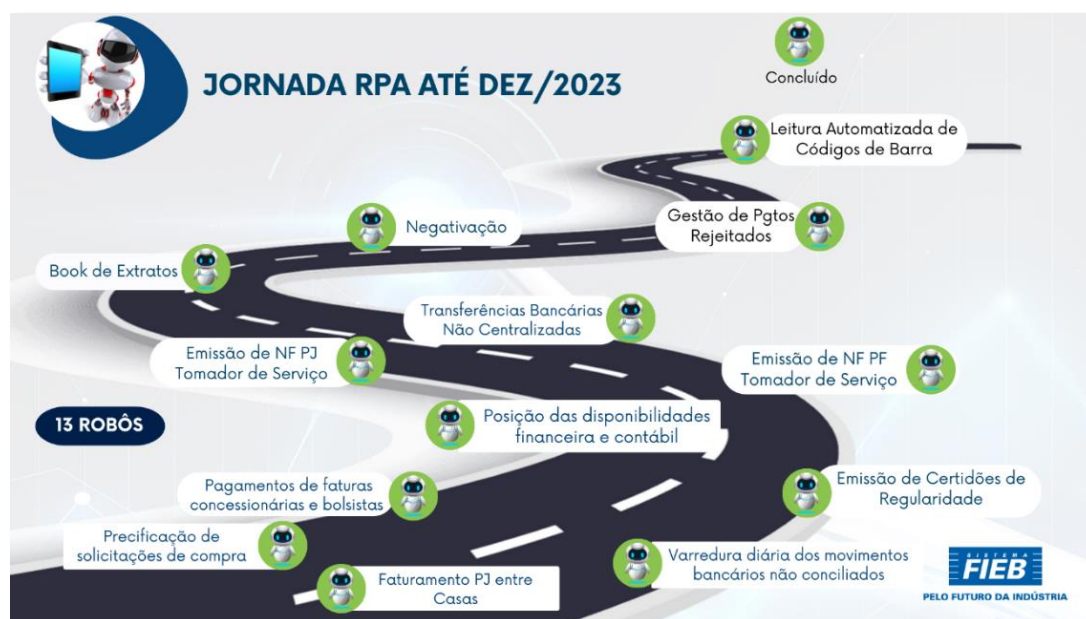 JORNADA RPA ATÉ DEZ/2023
Concluído
Leitura Automatizada de
Códigos de Barra
Gestão de Pgtos
Rejeitados
Negativação
Book de Extratos
Transferências Bancárias
Não Centralizadas
Emissão de NF PJ
Tomador de Serviço
Emissão de NF PF
Tomador de Serviço
13 ROBÔS
Posição das disponibilidades
financeira e contábil
Pagamentos de faturas
concessionárias e bolsistas
Emissão de Certidões de
Regularidade
Precificação de
solicitações de compra
Varredura diária dos movimentos
bancários não conciliados
Faturamento PJ entre
Casas
SISTEMA
FIEB
PELO FUTURO DA INDÚSTRIA